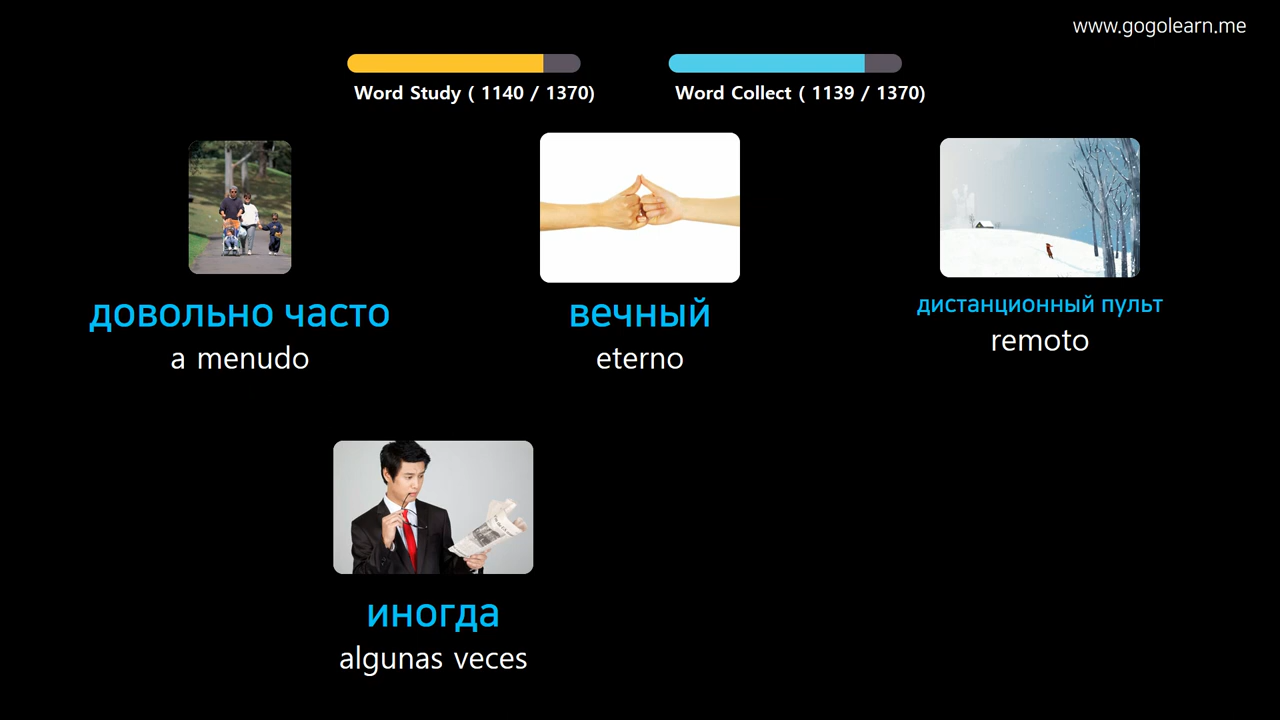 www.gogolearn.me
Word Study ( 1140 / 1370)
Word Collect ( 1139 / 1370)
довольно часто
a menudo
вечный
eterno
дистанционный пульт
remoto
иногда
algunas veces